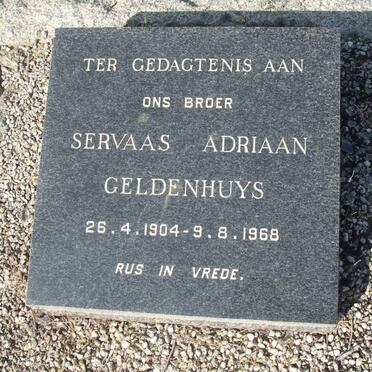 TER GEDAGTENIS AAN
ONS BROER
SERVAAS ADRIAAN
GELDENHUYS
26.4.1904-9.8.1968
RUS IN VREDE.